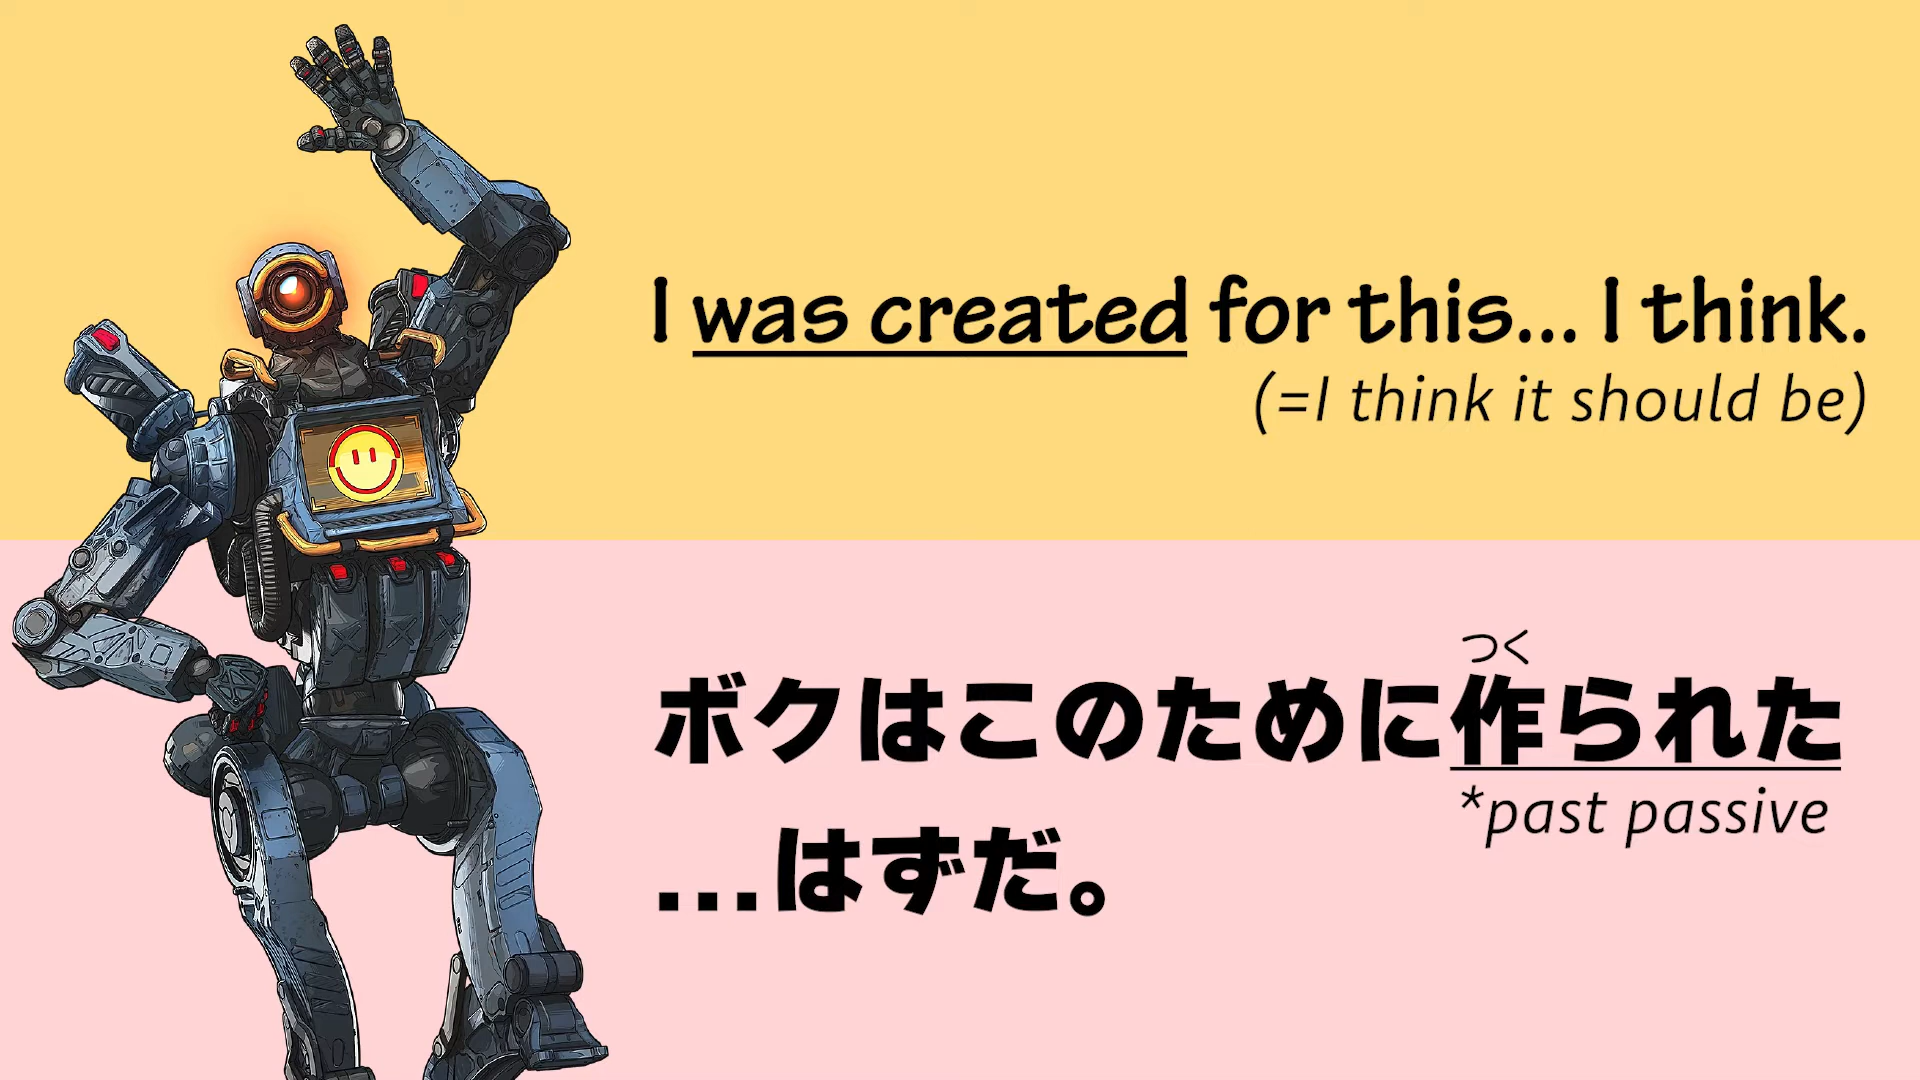 I was created for this... I think.
(=I think it should be)
つく
ボクはこのために作られた
*past passive
...はずだ。